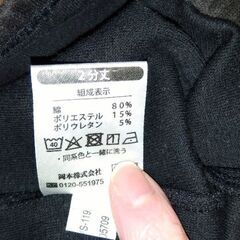 2分丈
組成表示
綿 80%
ポリエステル 15%
ポリウレタン 5%
40
・同系色と一緒に洗う
岡本株式会社
0120-551975
S-119